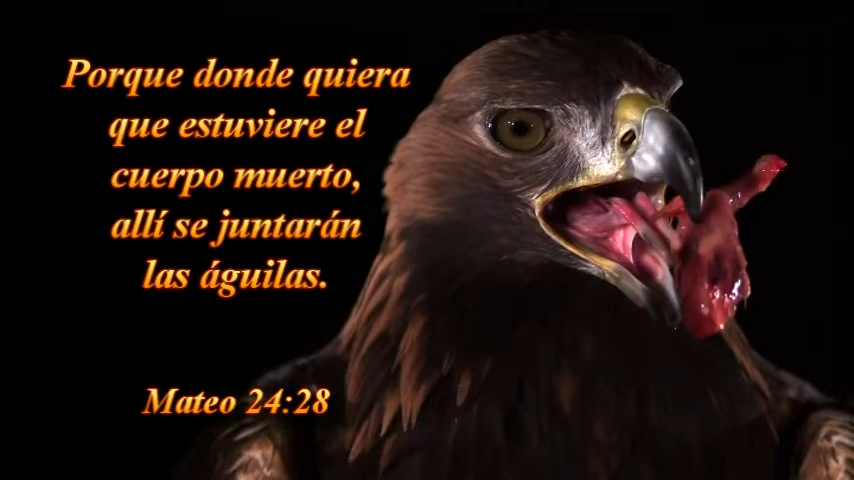 Porque donde quiera
que estuviere el
cuerpo muerto,
allí se juntarán
las águilas.
Mateo 24:28